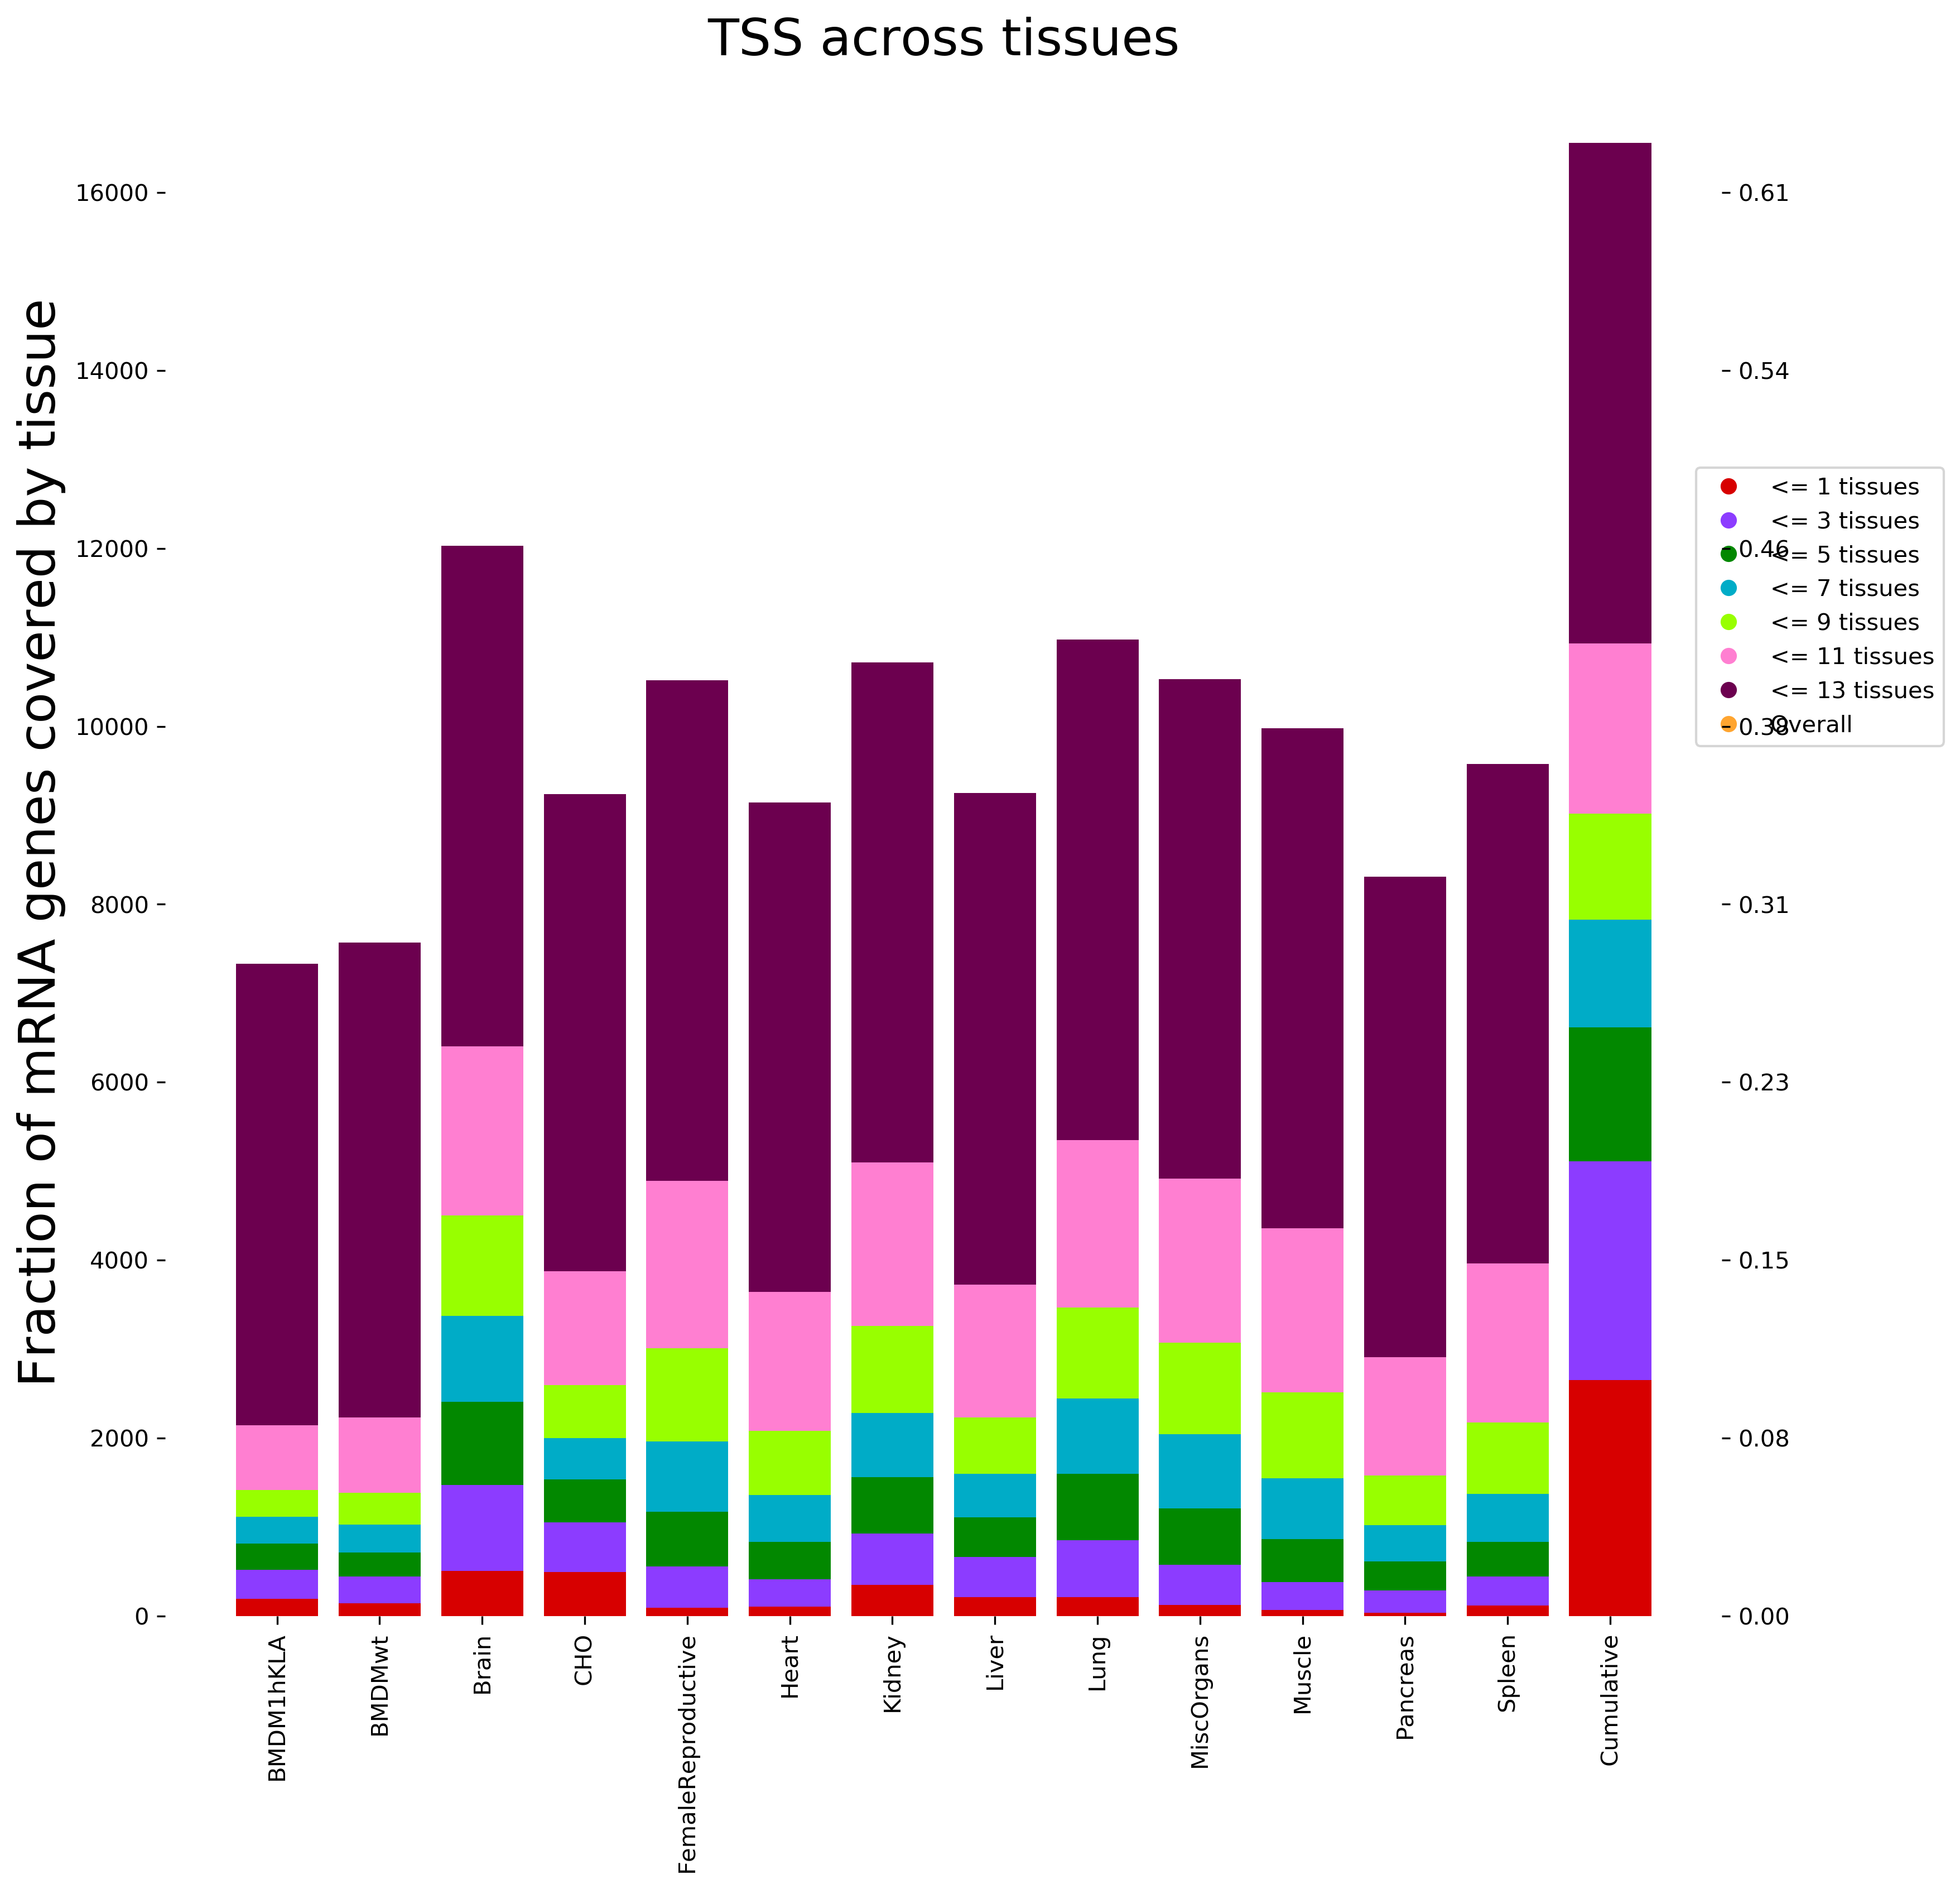 TSS across tissues
Fraction of mRNA genes covered by tissue
16000
14000
12000
10000
8000
6000
4000
2000
0
0.61
0.54
0.46
0.38
0.31
0.23
0.15
0.08
0.00
<= 1 tissues
<= 3 tissues
<= 5 tissues
<= 7 tissues
<= 9 tissues
<= 11 tissues
<= 13 tissues
Overall
BMDM1hKLA
BMDMwt
Brain
CHO
FemaleReproductive
Heart
Kidney
Liver
Lung
MiscOrgans
Muscle
Pancreas
Spleen
Cumulative